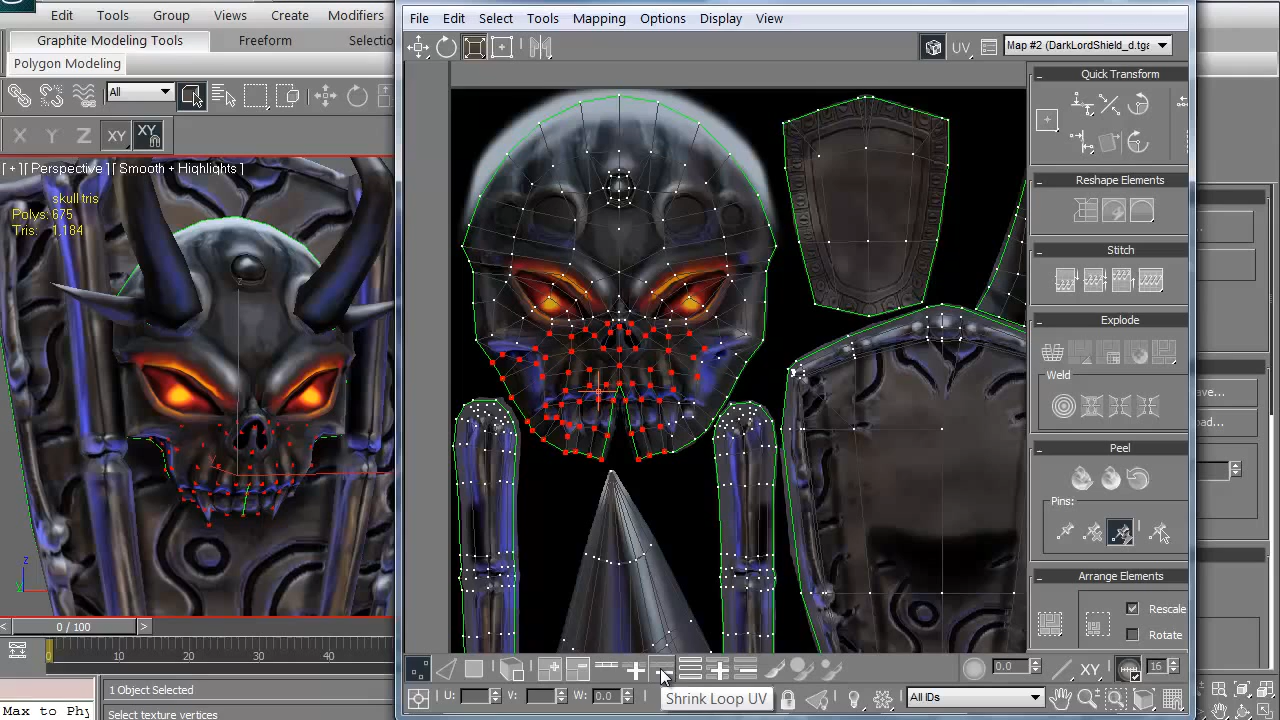 Edit Tools Group Views Create Modifiers
Graphite Modeling Tools Freeform Selectio
Polygon Modeling
All
X Y Z XY XY
[ + ] Perspective ] [ Smooth + Highlights ]
skull tris
Polys: 675
Tris: 1.184
z
z
0 / 100
0 10 20 30 40
1 Object Selected
Max to Phy
Select texture vertices
File Edit Select Tools Mapping Options Display View
UV Map #2 (DarkLordShield_d.tga
Quick Transform
Reshape Elements
Stitch
Explode
Weld
Peel
Pins:
Arrange Elements
Rescale
Rotate
ave...
oad...
0.0 XY 16
U: V: W: 0.0
All IDs
Shrink Loop UV